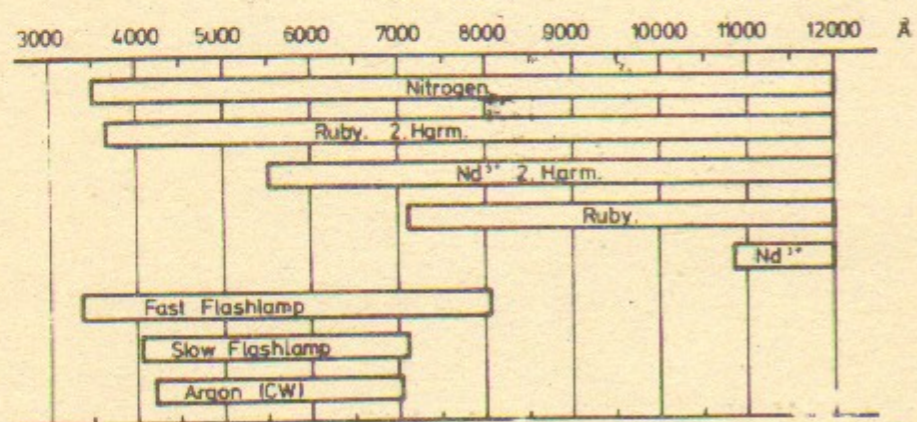 3000 4000 5000 6000 7000 8000 9000 10000 11000 12000 Å
Nitrogen
Ruby. 2. Harm.
Nd³⁺ 2. Harm.
Ruby.
Nd³⁺
Fast Flashlamp
Slow Flashlamp
Argon (CW)